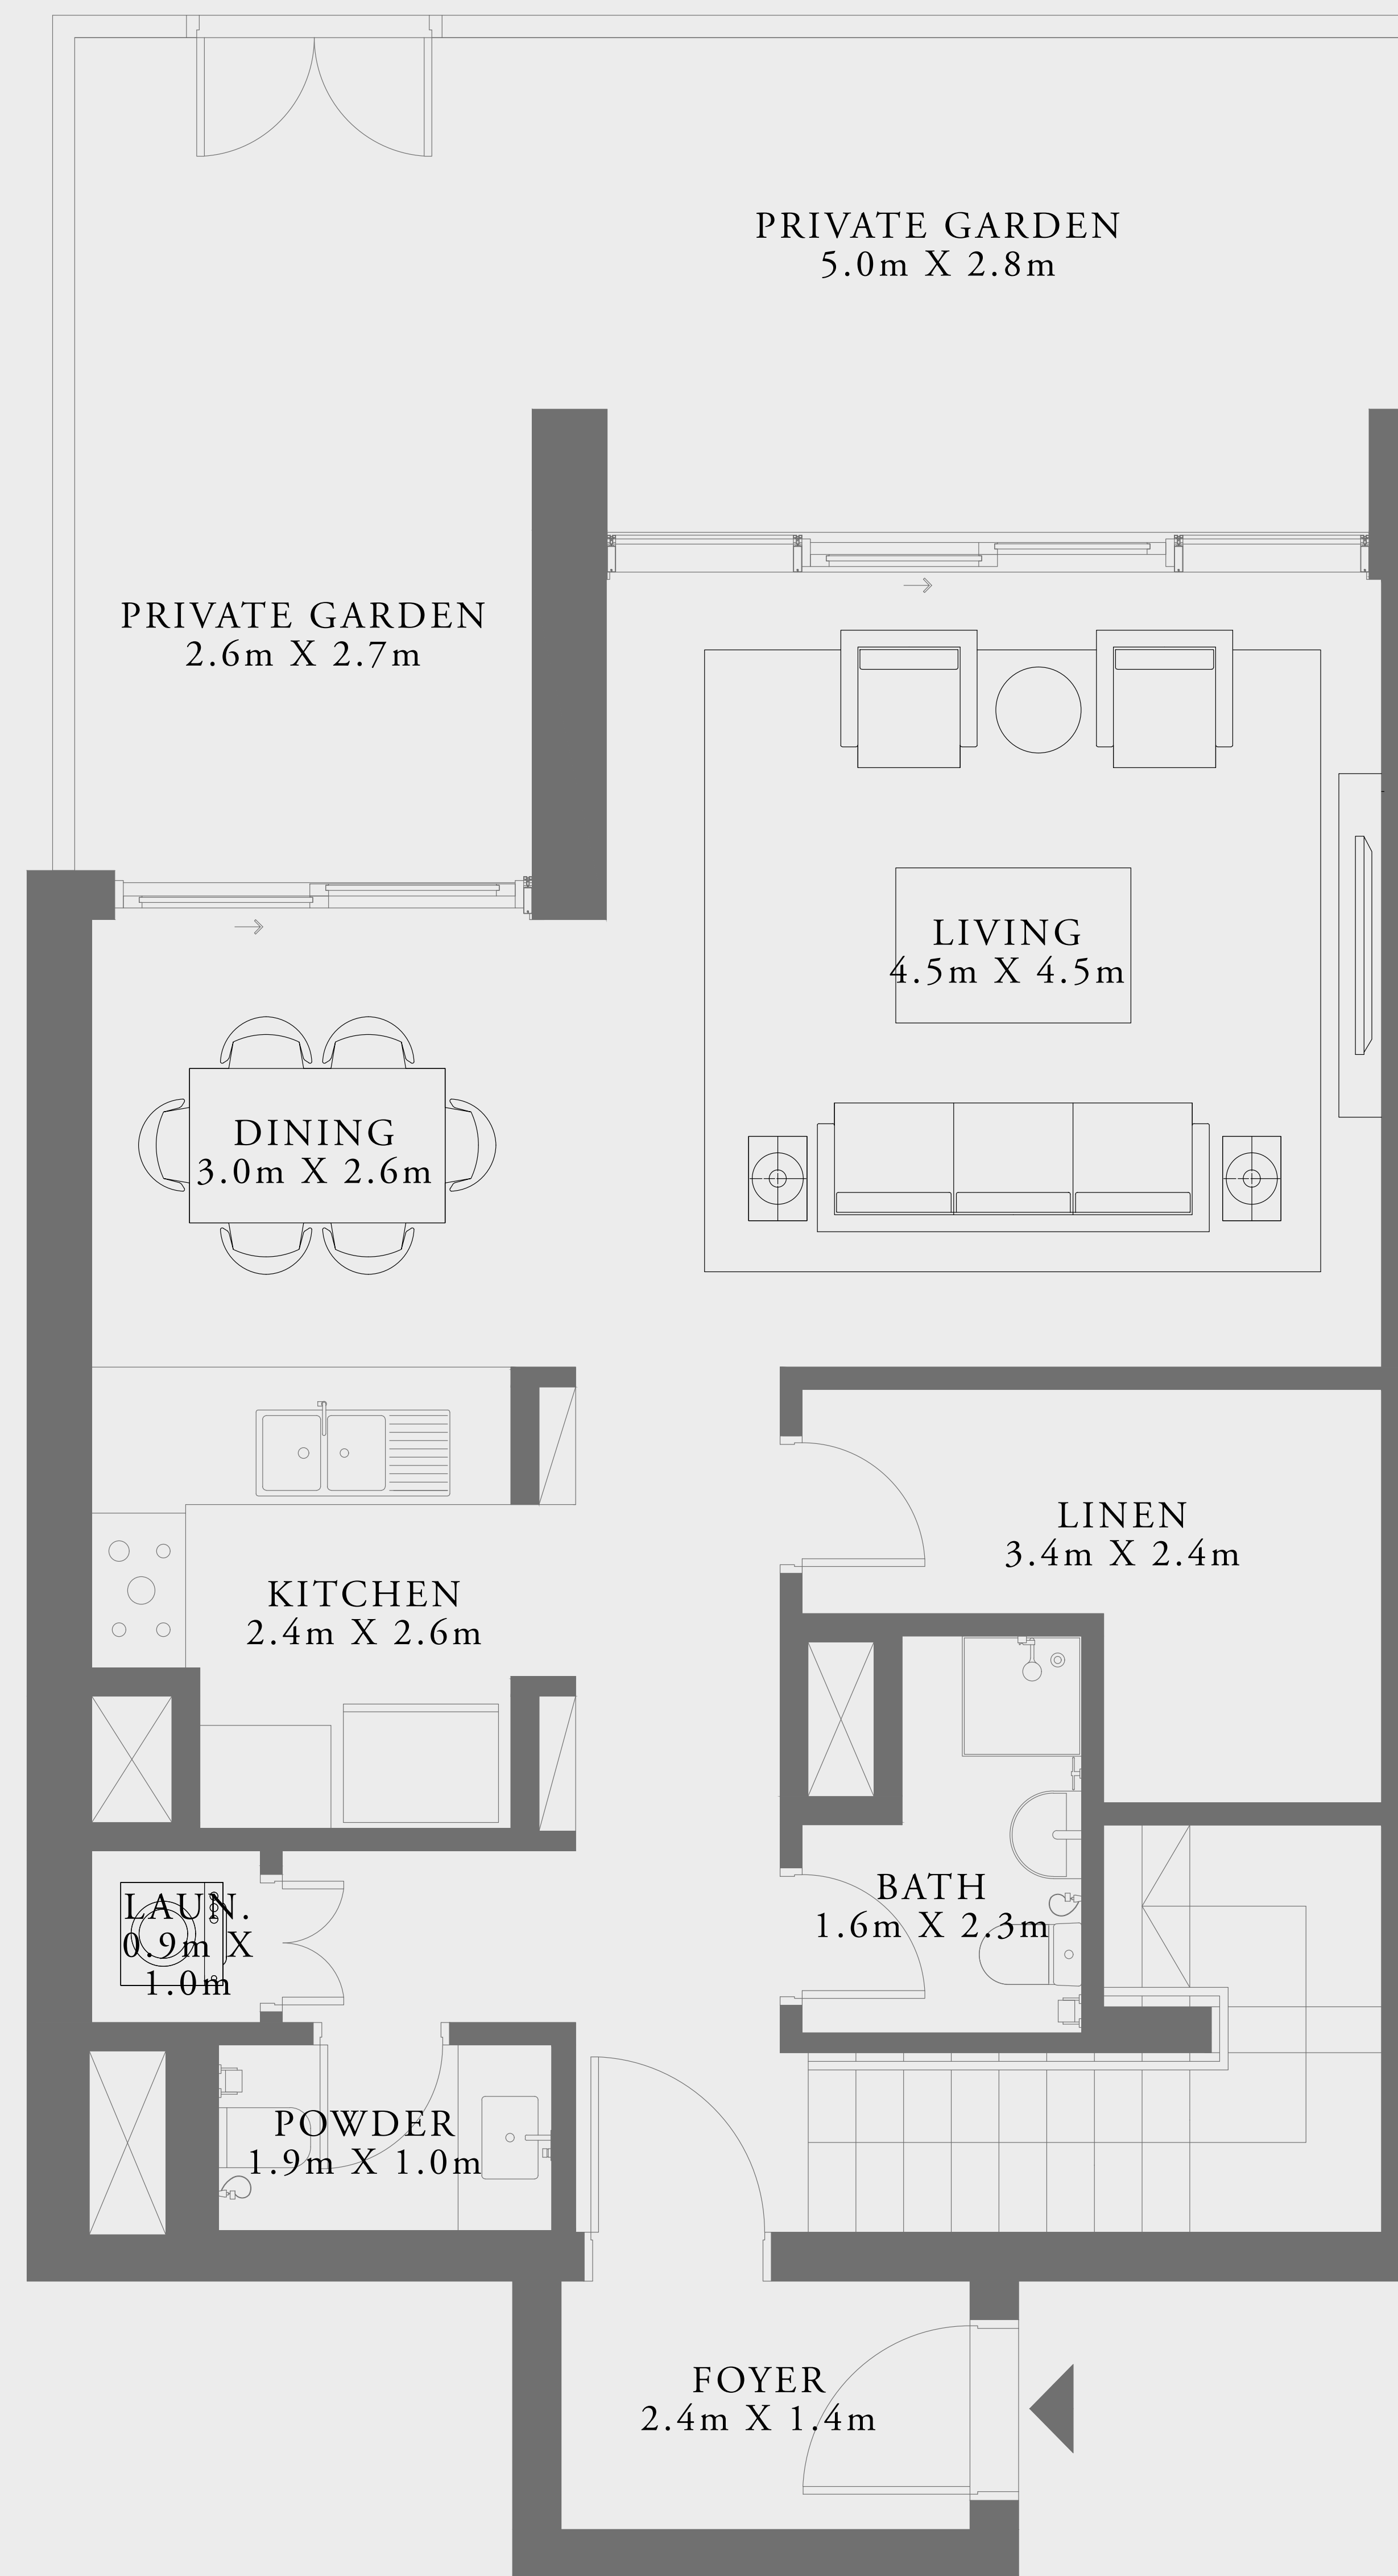 PRIVATE GARDEN
5.0m X 2.8m
PRIVATE GARDEN
2.6m X 2.7m
LIVING
4.5m X 4.5m
DINING
3.0m X 2.6m
LINEN
3.4m X 2.4m
KITCHEN
2.4m X 2.6m
BATH
1.6m X 2.3m
LAUN.
0.9m X
1.0m
POWDER
1.9m X 1.0m
FOYER
2.4m X 1.4m